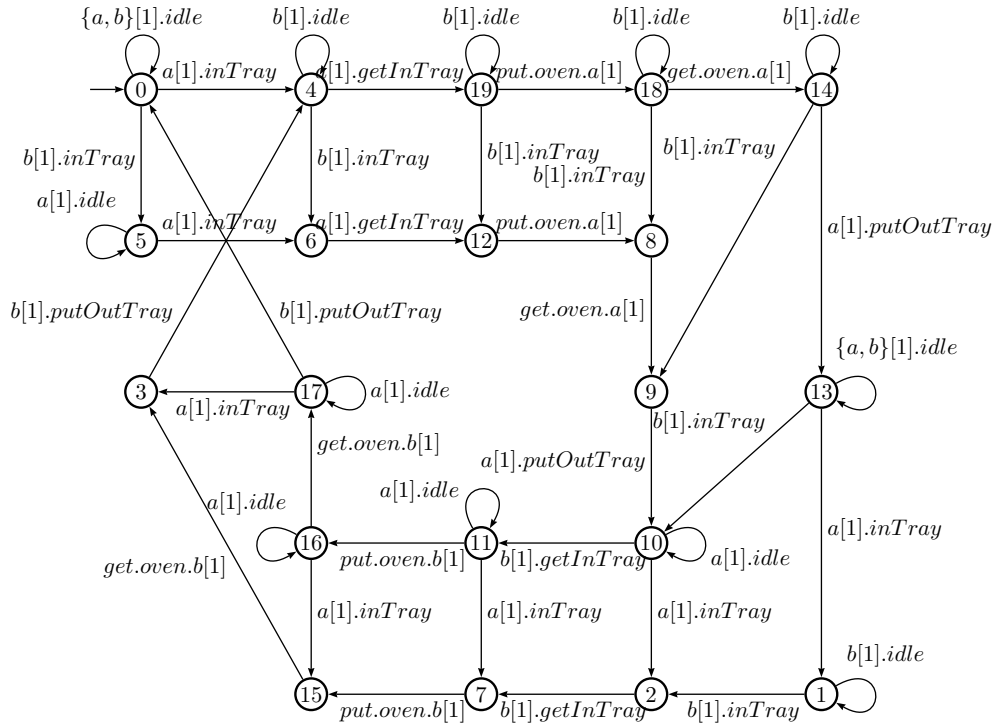 {a, b}[1].idle
b[1].idle
b[1].idle
b[1].idle
b[1].idle
a[1].inTray
a[1].getInTray
put.oven.a[1]
get.oven.a[1]
0
4
19
18
14
b[1].inTray
b[1].inTray
b[1].inTray
b[1].inTray
b[1].inTray
a[1].idle
a[1].inTray
a[1].getInTray
put.oven.a[1]
a[1].putOutTray
5
6
12
8
b[1].putOutTray
b[1].putOutTray
get.oven.a[1]
{a, b}[1].idle
3
17
a[1].idle
9
13
a[1].inTray
b[1].inTray
get.oven.b[1]
a[1].putOutTray
a[1].idle
a[1].idle
a[1].inTray
16
11
10
put.oven.b[1]
b[1].getInTray
a[1].idle
get.oven.b[1]
a[1].inTray
a[1].inTray
a[1].inTray
b[1].idle
15
7
2
1
put.oven.b[1]
b[1].getInTray
b[1].inTray